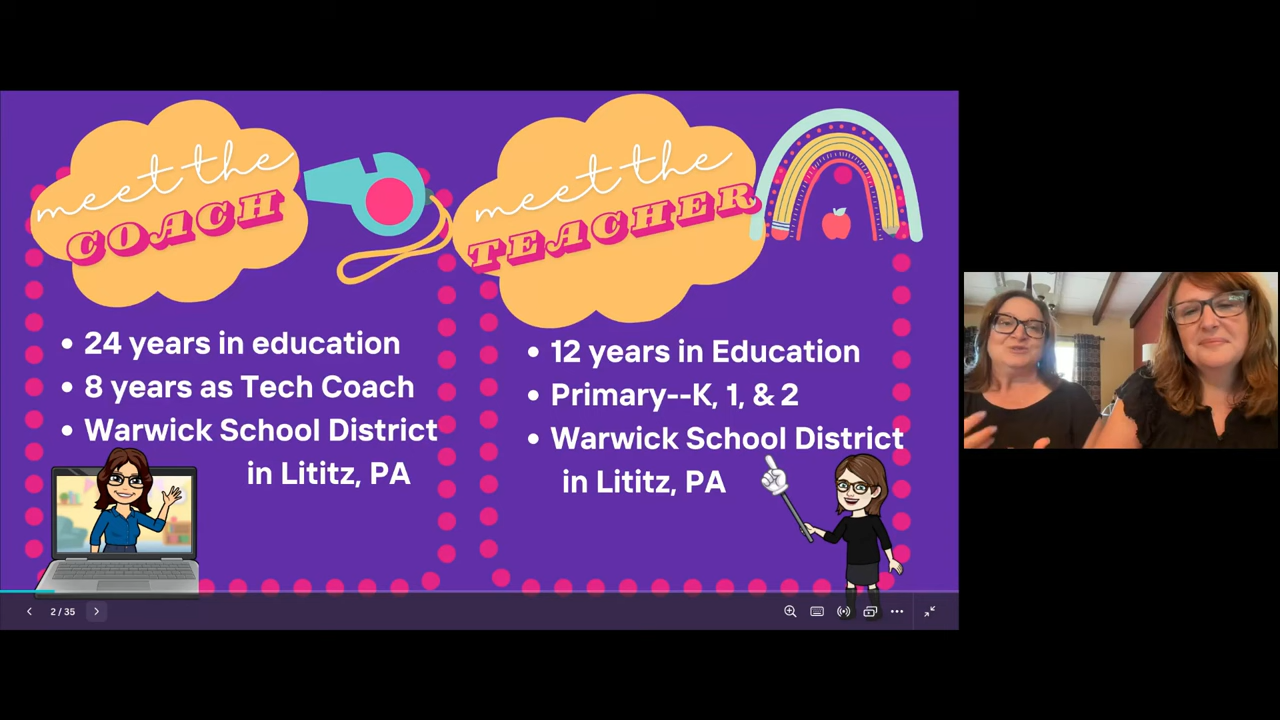 meet the
COACH
24 years in education
8 years as Tech Coach
Warwick School District
in Lititz, PA
meet the
TEACHER
12 years in Education
Primary--K, 1, & 2
Warwick School District
in Lititz, PA
2 / 35